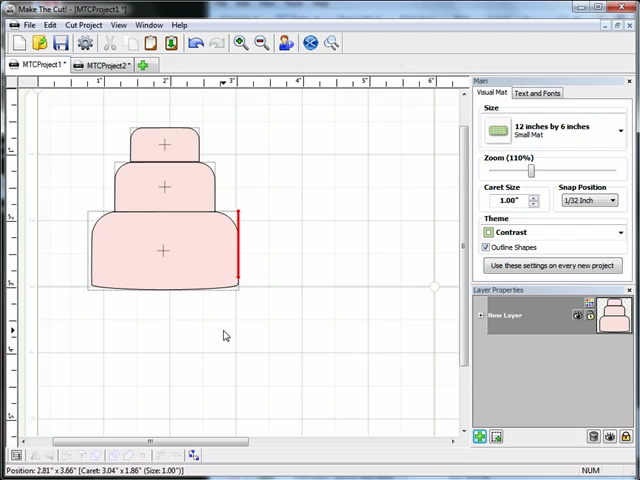 Make The Cut! - [MTCProject1 *]
File Edit Cut Project View Window Help
MTCProject1 *
MTCProject2 *
1" 2" 3" 4" 5" 6"
Main
Visual Mat
Text and Fonts
Size
12 inches by 6 inches
Small Mat
Zoom (110%)
Caret Size
Snap Position
1.00"
1/32 Inch
Theme
Contrast
Outline Shapes
Use these settings on every new project
Layer Properties
New Layer
Position: 2.81" x 3.66" [Caret: 3.04" x 1.86" (Size: 1.00")]
NUM